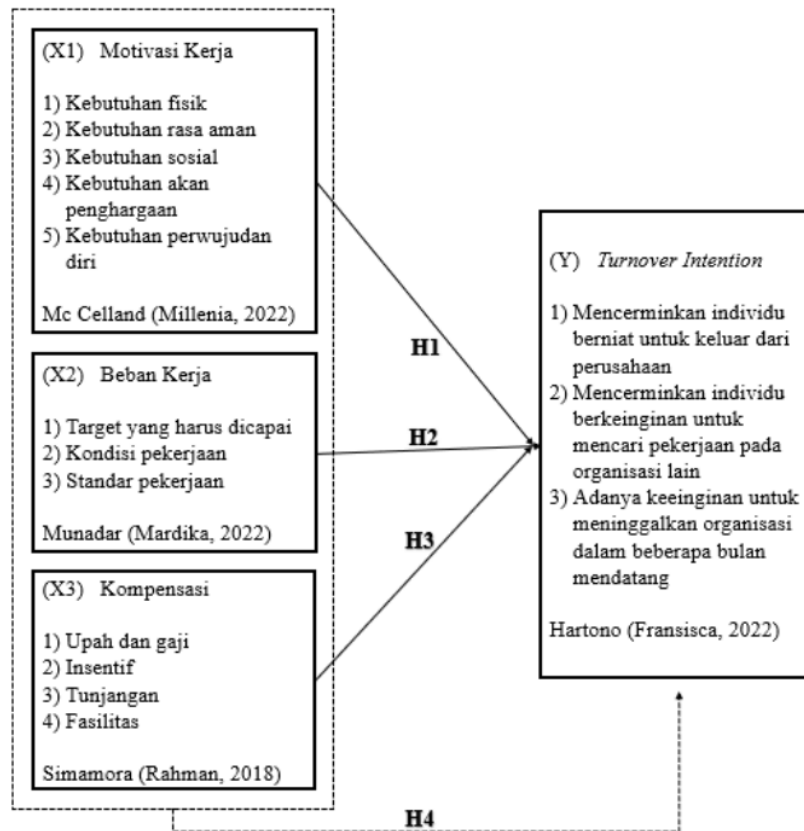 (X1) Motivasi Kerja
1) Kebutuhan fisik
2) Kebutuhan rasa aman
3) Kebutuhan sosial
4) Kebutuhan akan
penghargaan
5) Kebutuhan perwujudan
diri
Mc Celland (Millenia, 2022)
(X2) Beban Kerja
1) Target yang harus dicapai
2) Kondisi pekerjaan
3) Standar pekerjaan
Munadar (Mardika, 2022)
(X3) Kompensasi
1) Upah dan gaji
2) Insentif
3) Tunjangan
4) Fasilitas
Simamora (Rahman, 2018)
H1
H2
H3
H4
(Y) Turnover Intention
1) Mencerminkan individu
berniat untuk keluar dari
perusahaan
2) Mencerminkan individu
berkeinginan untuk
mencari pekerjaan pada
organisasi lain
3) Adanya keeinginan untuk
meninggalkan organisasi
dalam beberapa bulan
mendatang
Hartono (Fransisca, 2022)